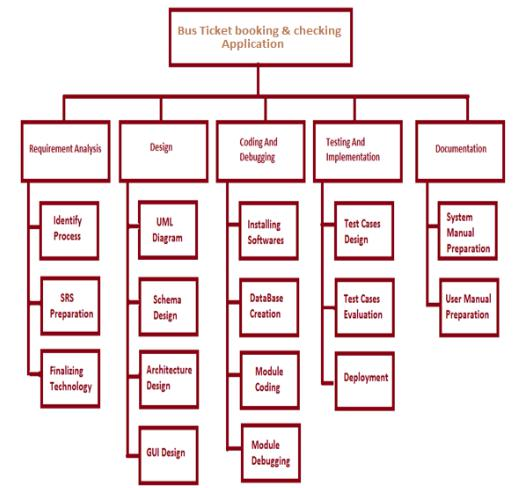 Bus Ticket booking & checking
Application
Requirement Analysis
Design
Coding And
Debugging
Testing And
Implementation
Documentation
Identify
Process
SRS
Preparation
Finalizing
Technology
UML
Diagram
Schema
Design
Architecture
Design
GUI Design
Installing
Softwares
DataBase
Creation
Module
Coding
Module
Debugging
Test Cases
Design
Test Cases
Evaluation
Deployment
System
Manual
Preparation
User Manual
Preparation